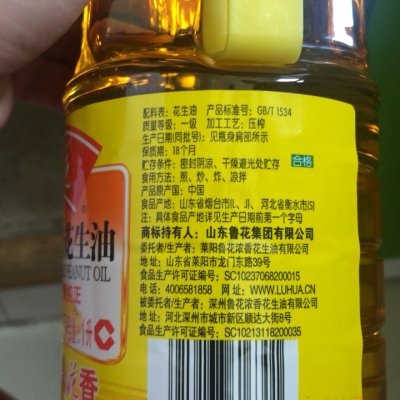 配料表：花生油 产品标准号：GB/T1534
质量等级：一级 加工工艺：压榨
生产日期(同批号)：见瓶身肩部所示
保质期：18个月
贮存条件：密封阴凉、干燥避光处贮存
合格
食用方法：煎、炒、炸、凉拌
产品原产国：中国
食品产地：山东省烟台市(L、J)、河北省衡水市(S)
注：具体食品产地详见生产日期前第一个字母
商标持有人：山东鲁花集团有限公司
委托者/生产者：莱阳鲁花浓香花生油有限公司
地址：山东省莱阳市龙门东路39号
食品生产许可证编号：SC10237068200015
电话：4006581858 网址：WWW.LUHUA.CN
被委托者/生产者：深州鲁花浓香花生油有限公司
地址：河北深州市城市新区顺达大街8号
食品生产许可证编号：SC10213118200035
®
花生油
PEANUT OIL
1升
花香